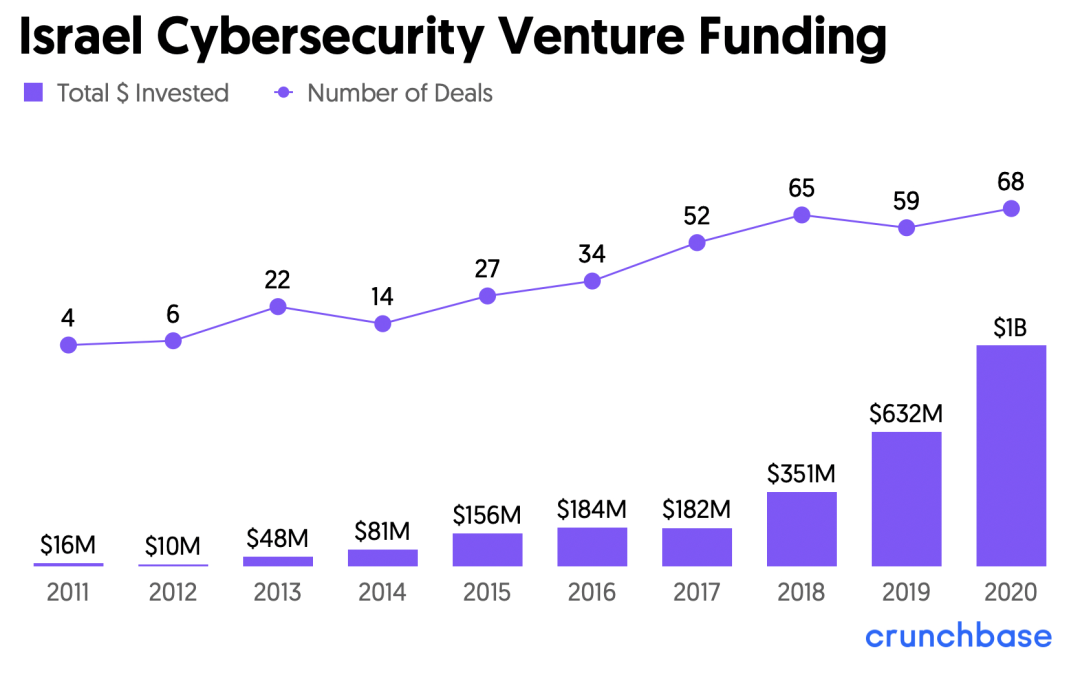 Israel Cybersecurity Venture Funding
Total $ Invested Number of Deals
4 6 22 14 27 34 52 65 59 68
$16M $10M $48M $81M $156M $184M $182M $351M $632M $1B
2011 2012 2013 2014 2015 2016 2017 2018 2019 2020
crunchbase